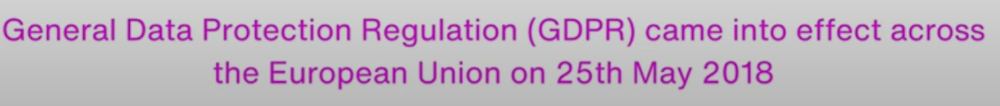 General Data Protection Regulation (GDPR) came into effect across
the European Union on 25th May 2018